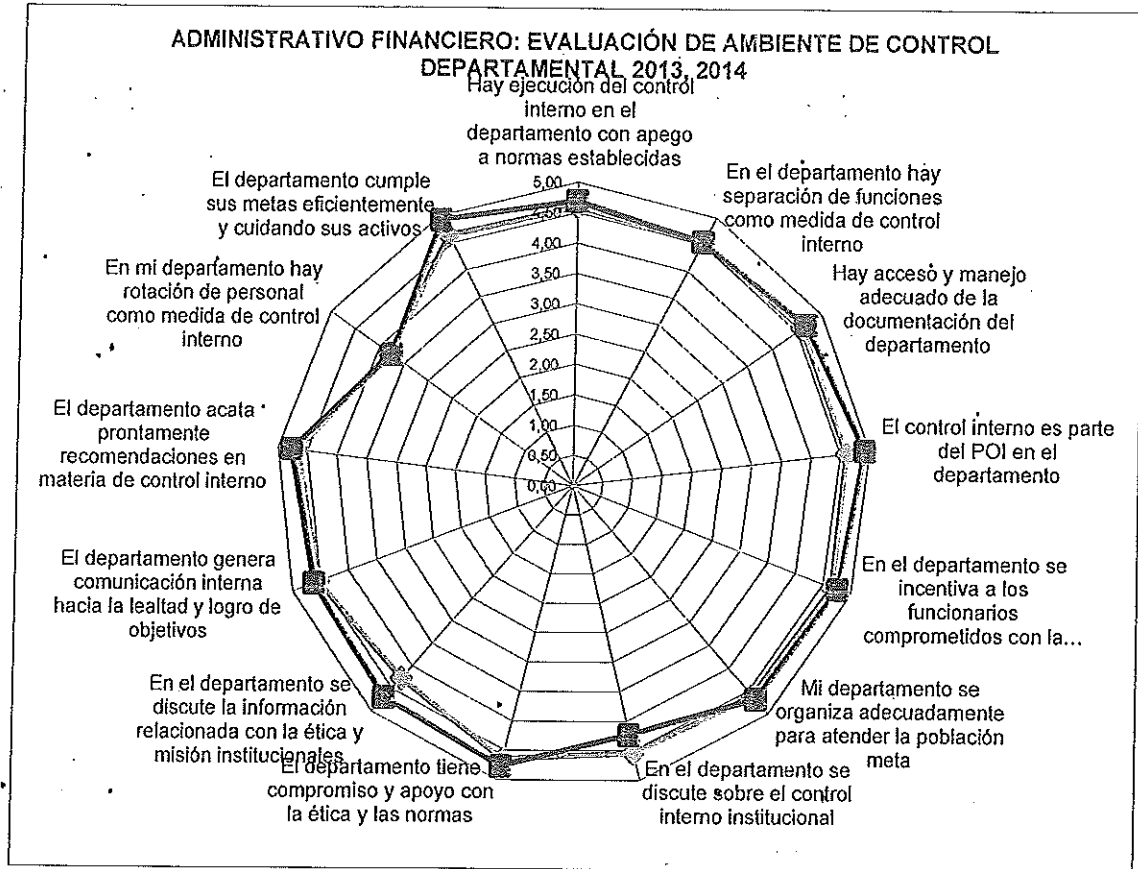 ADMINISTRATIVO FINANCIERO: EVALUACIÓN DE AMBIENTE DE CONTROL
DEPARTAMENTAL 2013, 2014
Hay ejecución del control
interno en el
departamento con apego
a normas establecidas
En el departamento hay
separación de funciones
como medida de control
interno
Hay acceso y manejo
adecuado de la
documentación del
departamento
El control interno es parte
del POI en el
departamento
En el departamento se
incentiva a los
funcionarios
comprometidos con la...
Mi departamento se
organiza adecuadamente
para atender la población
meta
En el departamento se
discute sobre el control
interno institucional
El departamento tiene
compromiso y apoyo con
la ética y las normas
En el departamento se
discute la información
relacionada con la ética y
misión institucionales
El departamento genera
comunicación interna
hacia la lealtad y logro de
objetivos
El departamento acata
prontamente
recomendaciones en
materia de control interno
En mi departamento hay
rotación de personal
como medida de control
interno
El departamento cumple
sus metas eficientemente
y cuidando sus activos
5,00
4,50
4,00
3,50
3,00
2,50
2,00
1,50
1,00
0,50
0,00